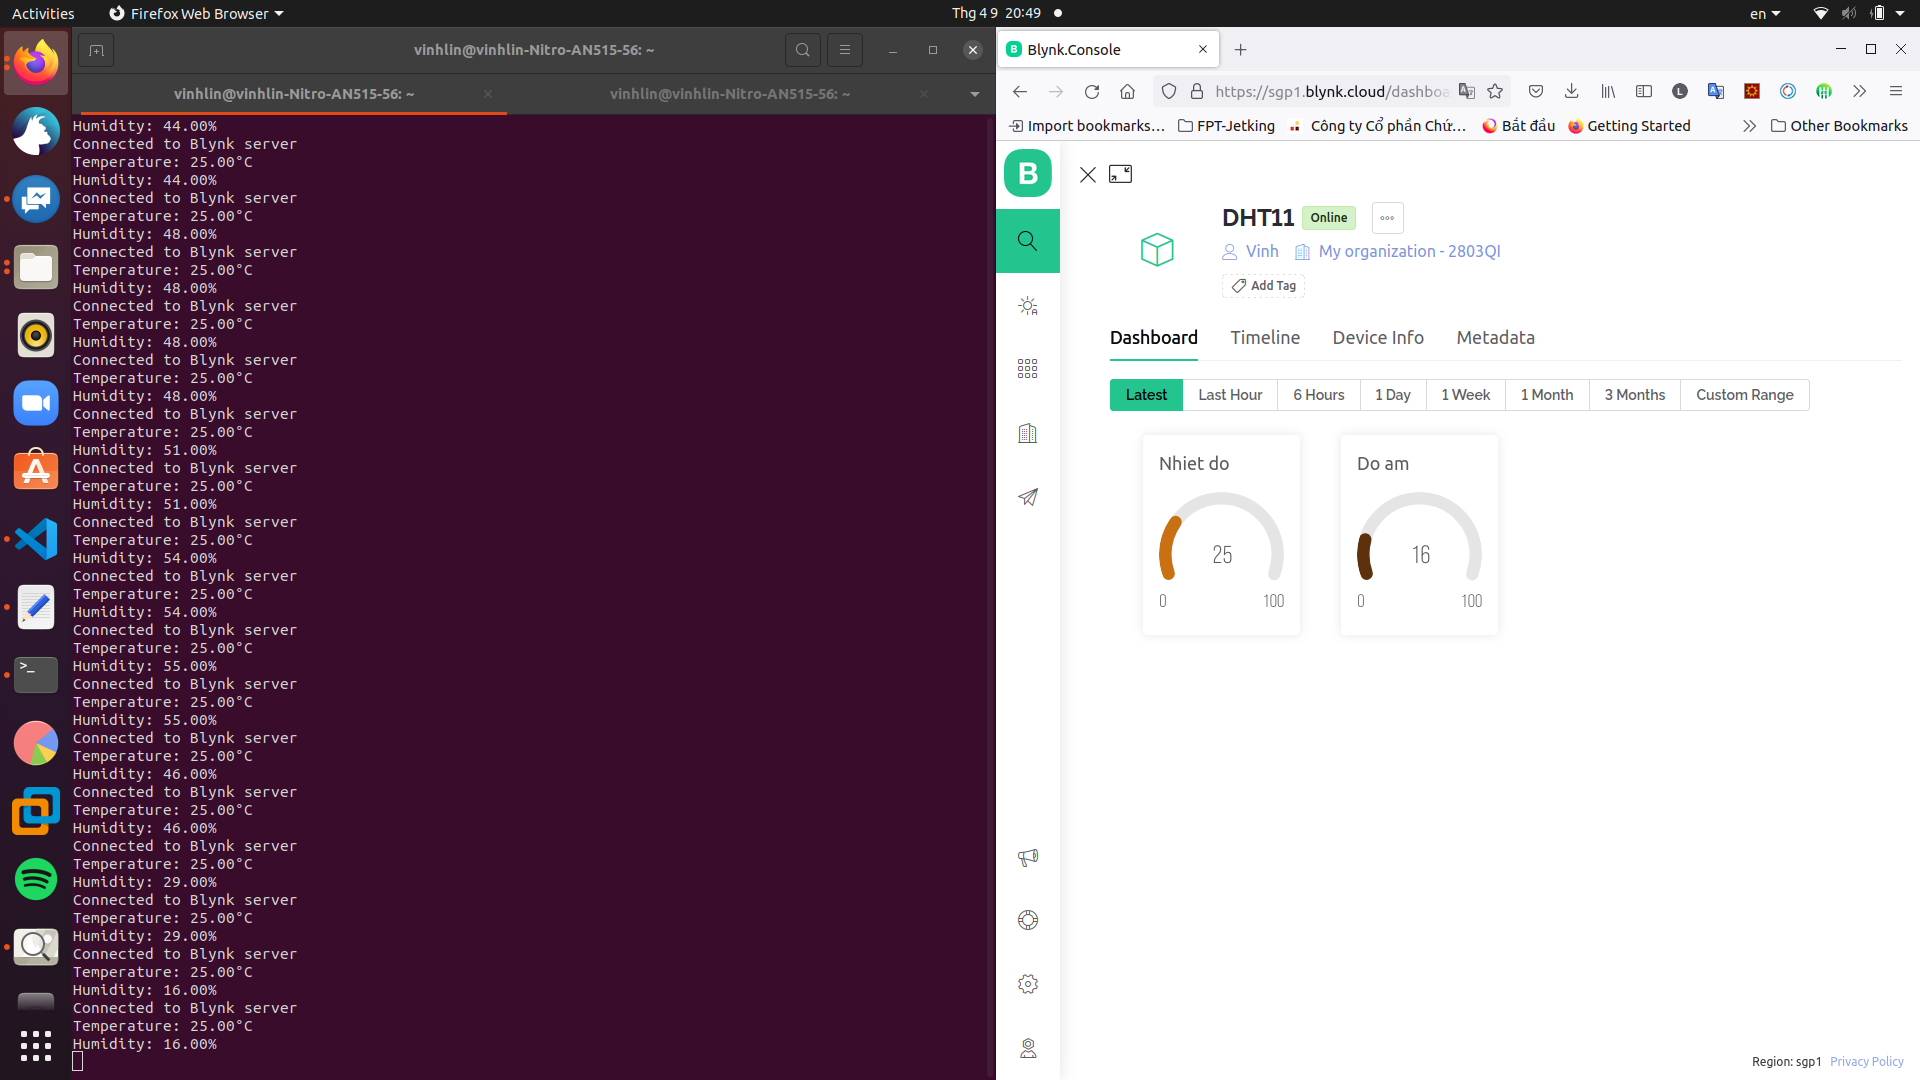 Activities
Firefox Web Browser
Thg 4 9 20:49
en
vinhlin@vinhlin-Nitro-AN515-56: ~
vinhlin@vinhlin-Nitro-AN515-56: ~
vinhlin@vinhlin-Nitro-AN515-56: ~
Humidity: 44.00%
Connected to Blynk server
Temperature: 25.00°C
Humidity: 44.00%
Connected to Blynk server
Temperature: 25.00°C
Humidity: 48.00%
Connected to Blynk server
Temperature: 25.00°C
Humidity: 48.00%
Connected to Blynk server
Temperature: 25.00°C
Humidity: 48.00%
Connected to Blynk server
Temperature: 25.00°C
Humidity: 48.00%
Connected to Blynk server
Temperature: 25.00°C
Humidity: 51.00%
Connected to Blynk server
Temperature: 25.00°C
Humidity: 51.00%
Connected to Blynk server
Temperature: 25.00°C
Humidity: 54.00%
Connected to Blynk server
Temperature: 25.00°C
Humidity: 54.00%
Connected to Blynk server
Temperature: 25.00°C
Humidity: 55.00%
Connected to Blynk server
Temperature: 25.00°C
Humidity: 55.00%
Connected to Blynk server
Temperature: 25.00°C
Humidity: 46.00%
Connected to Blynk server
Temperature: 25.00°C
Humidity: 46.00%
Connected to Blynk server
Temperature: 25.00°C
Humidity: 29.00%
Connected to Blynk server
Temperature: 25.00°C
Humidity: 29.00%
Connected to Blynk server
Temperature: 25.00°C
Humidity: 16.00%
Connected to Blynk server
Temperature: 25.00°C
Humidity: 16.00%
B Blynk.Console
https://sgp1.blynk.cloud/dashboa
Import bookmarks…
FPT-Jetking
Công ty Cổ phần Chứ…
Bắt đầu
Getting Started
Other Bookmarks
B
DHT11
Online
Vinh
My organization - 2803QI
Add Tag
Dashboard
Timeline
Device Info
Metadata
Latest
Last Hour
6 Hours
1 Day
1 Week
1 Month
3 Months
Custom Range
Nhiet do
25
0
100
Do am
16
0
100
Region: sgp1
Privacy Policy